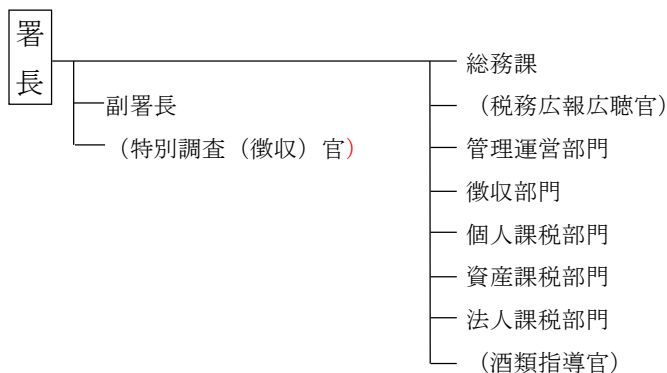 署長
副署長
（特別調査（徴収）官）
総務課
（税務広報広聴官）
管理運営部門
徴収部門
個人課税部門
資産課税部門
法人課税部門
（酒類指導官）